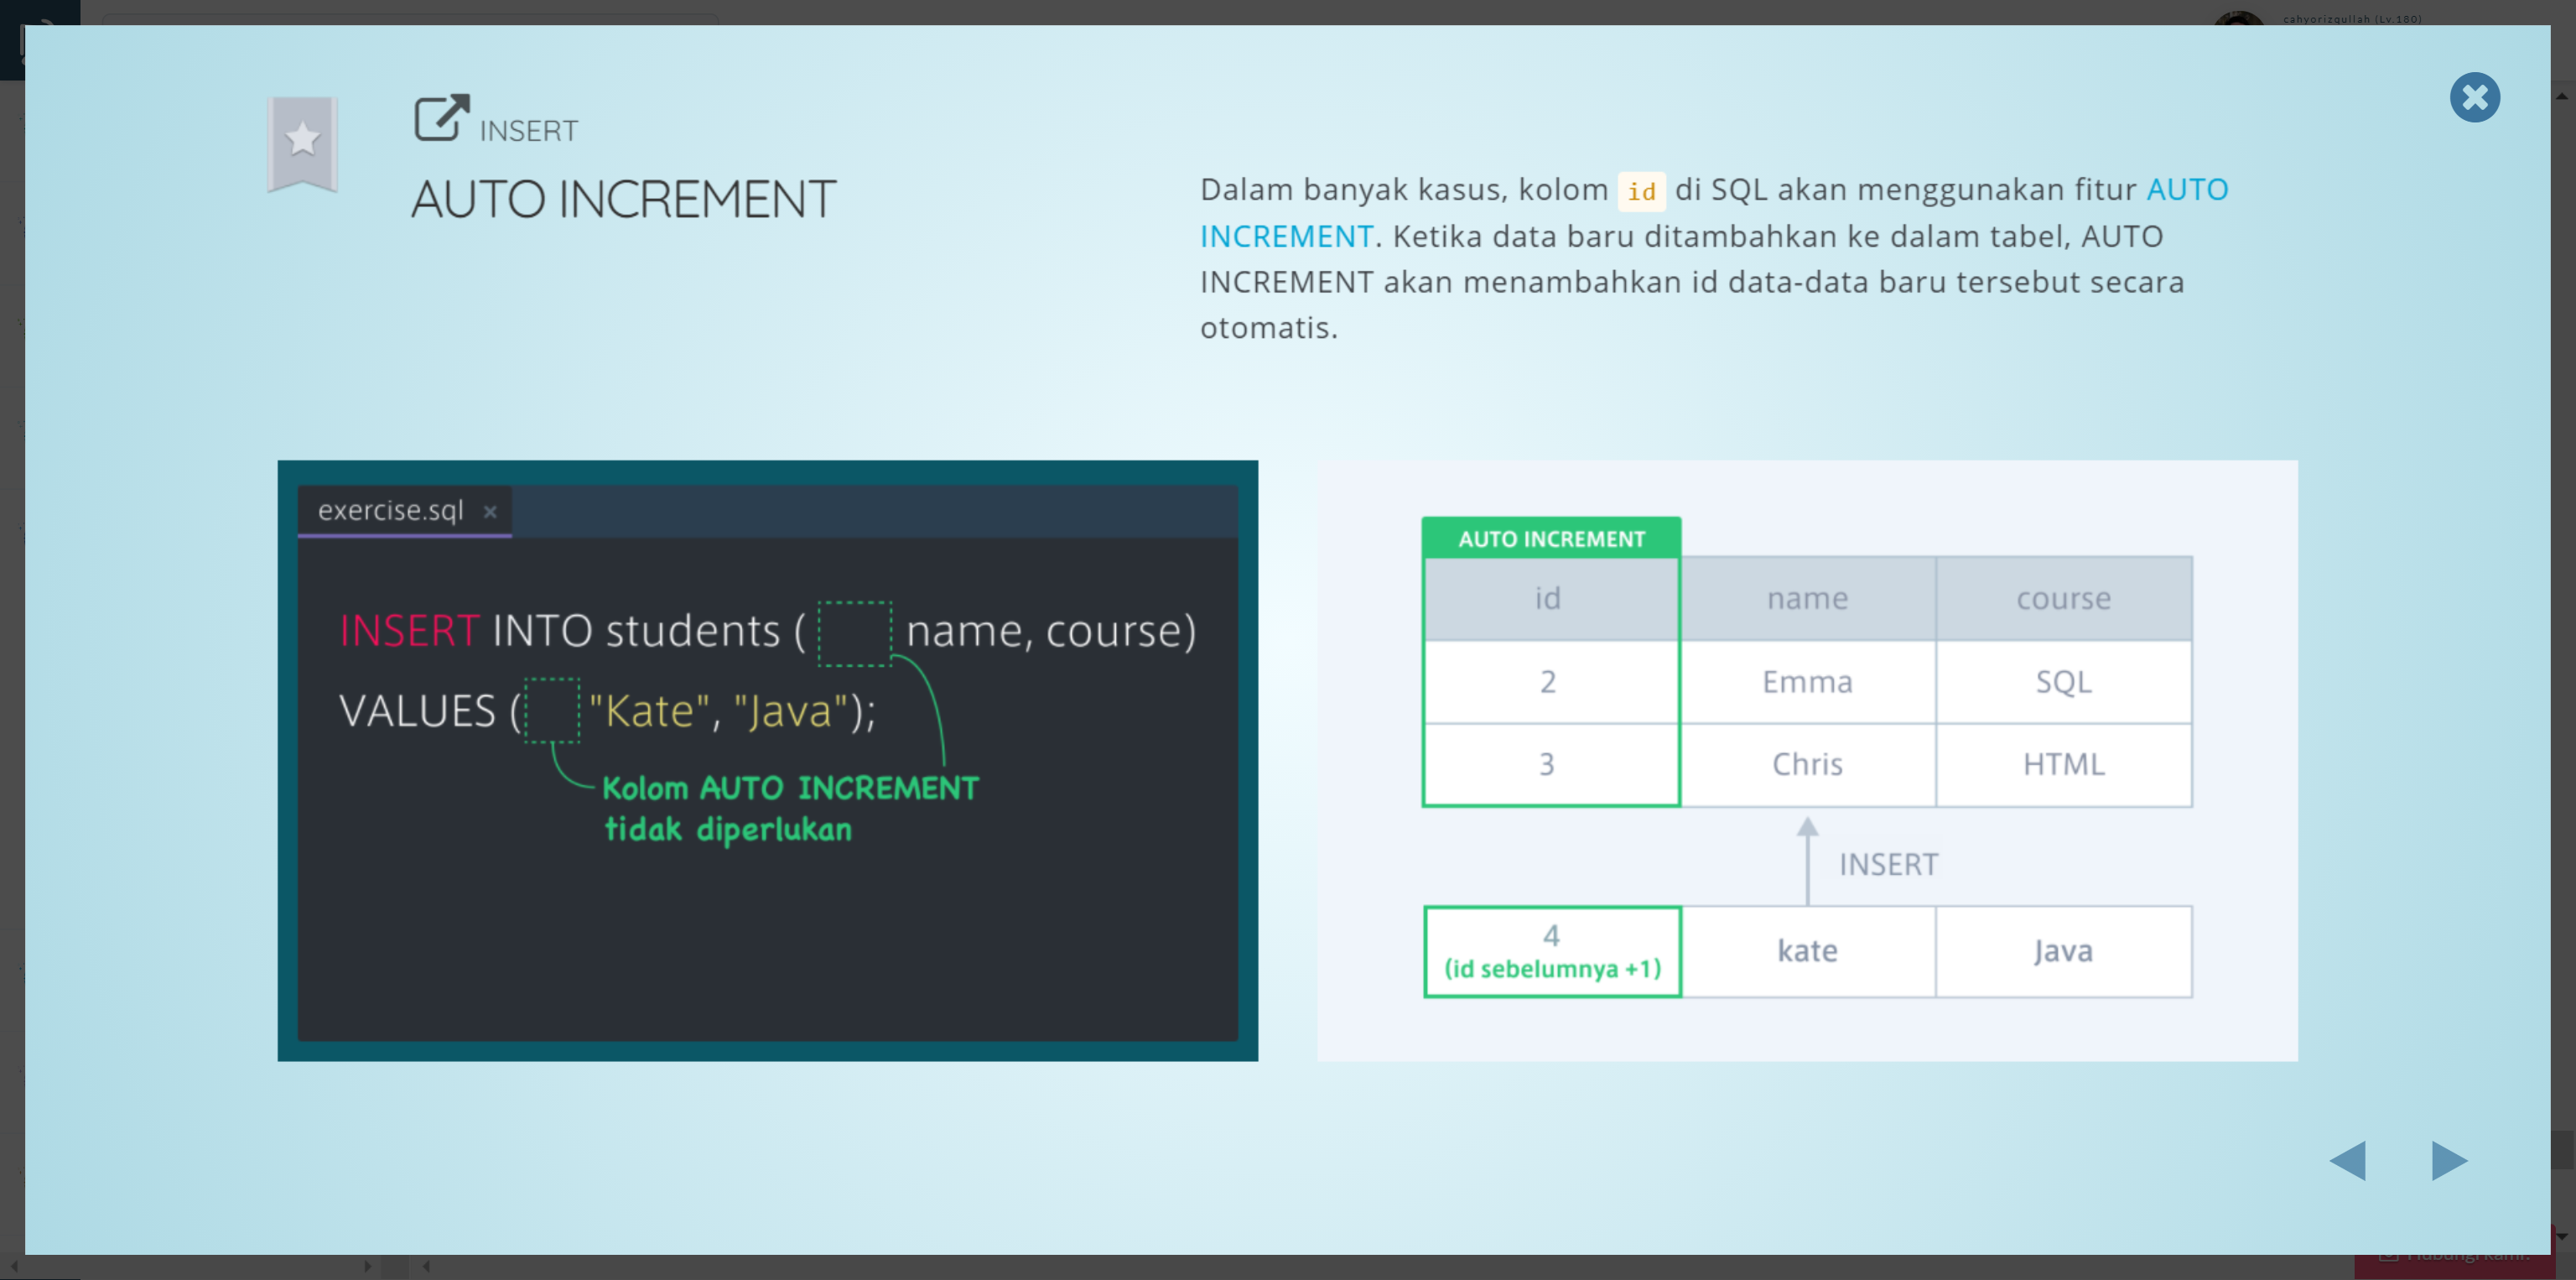 cahyorizqullah (Lv.180)
INSERT
AUTO INCREMENT
Dalam banyak kasus, kolom id di SQL akan menggunakan fitur AUTO
INCREMENT. Ketika data baru ditambahkan ke dalam tabel, AUTO
INCREMENT akan menambahkan id data-data baru tersebut secara
otomatis.
exercise.sql ×
INSERT INTO students ( name, course)
VALUES ( "Kate", "Java");
Kolom AUTO INCREMENT
tidak diperlukan
AUTO INCREMENT
id name course
2 Emma SQL
3 Chris HTML
INSERT
4 kate Java
(id sebelumnya +1)
Hubungi kami!